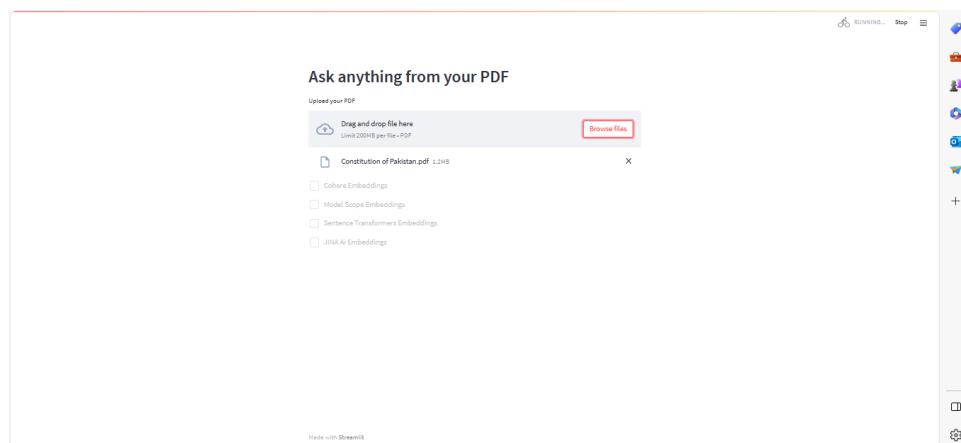 RUNNING... Stop
Ask anything from your PDF
Upload your PDF
Drag and drop file here
Limit 200MB per file • PDF
Browse files
Constitution of Pakistan.pdf 1.2MB
Cohere Embeddings
Model Scope Embeddings
Sentence Transformers Embeddings
JINA Ai Embeddings
Made with Streamlit